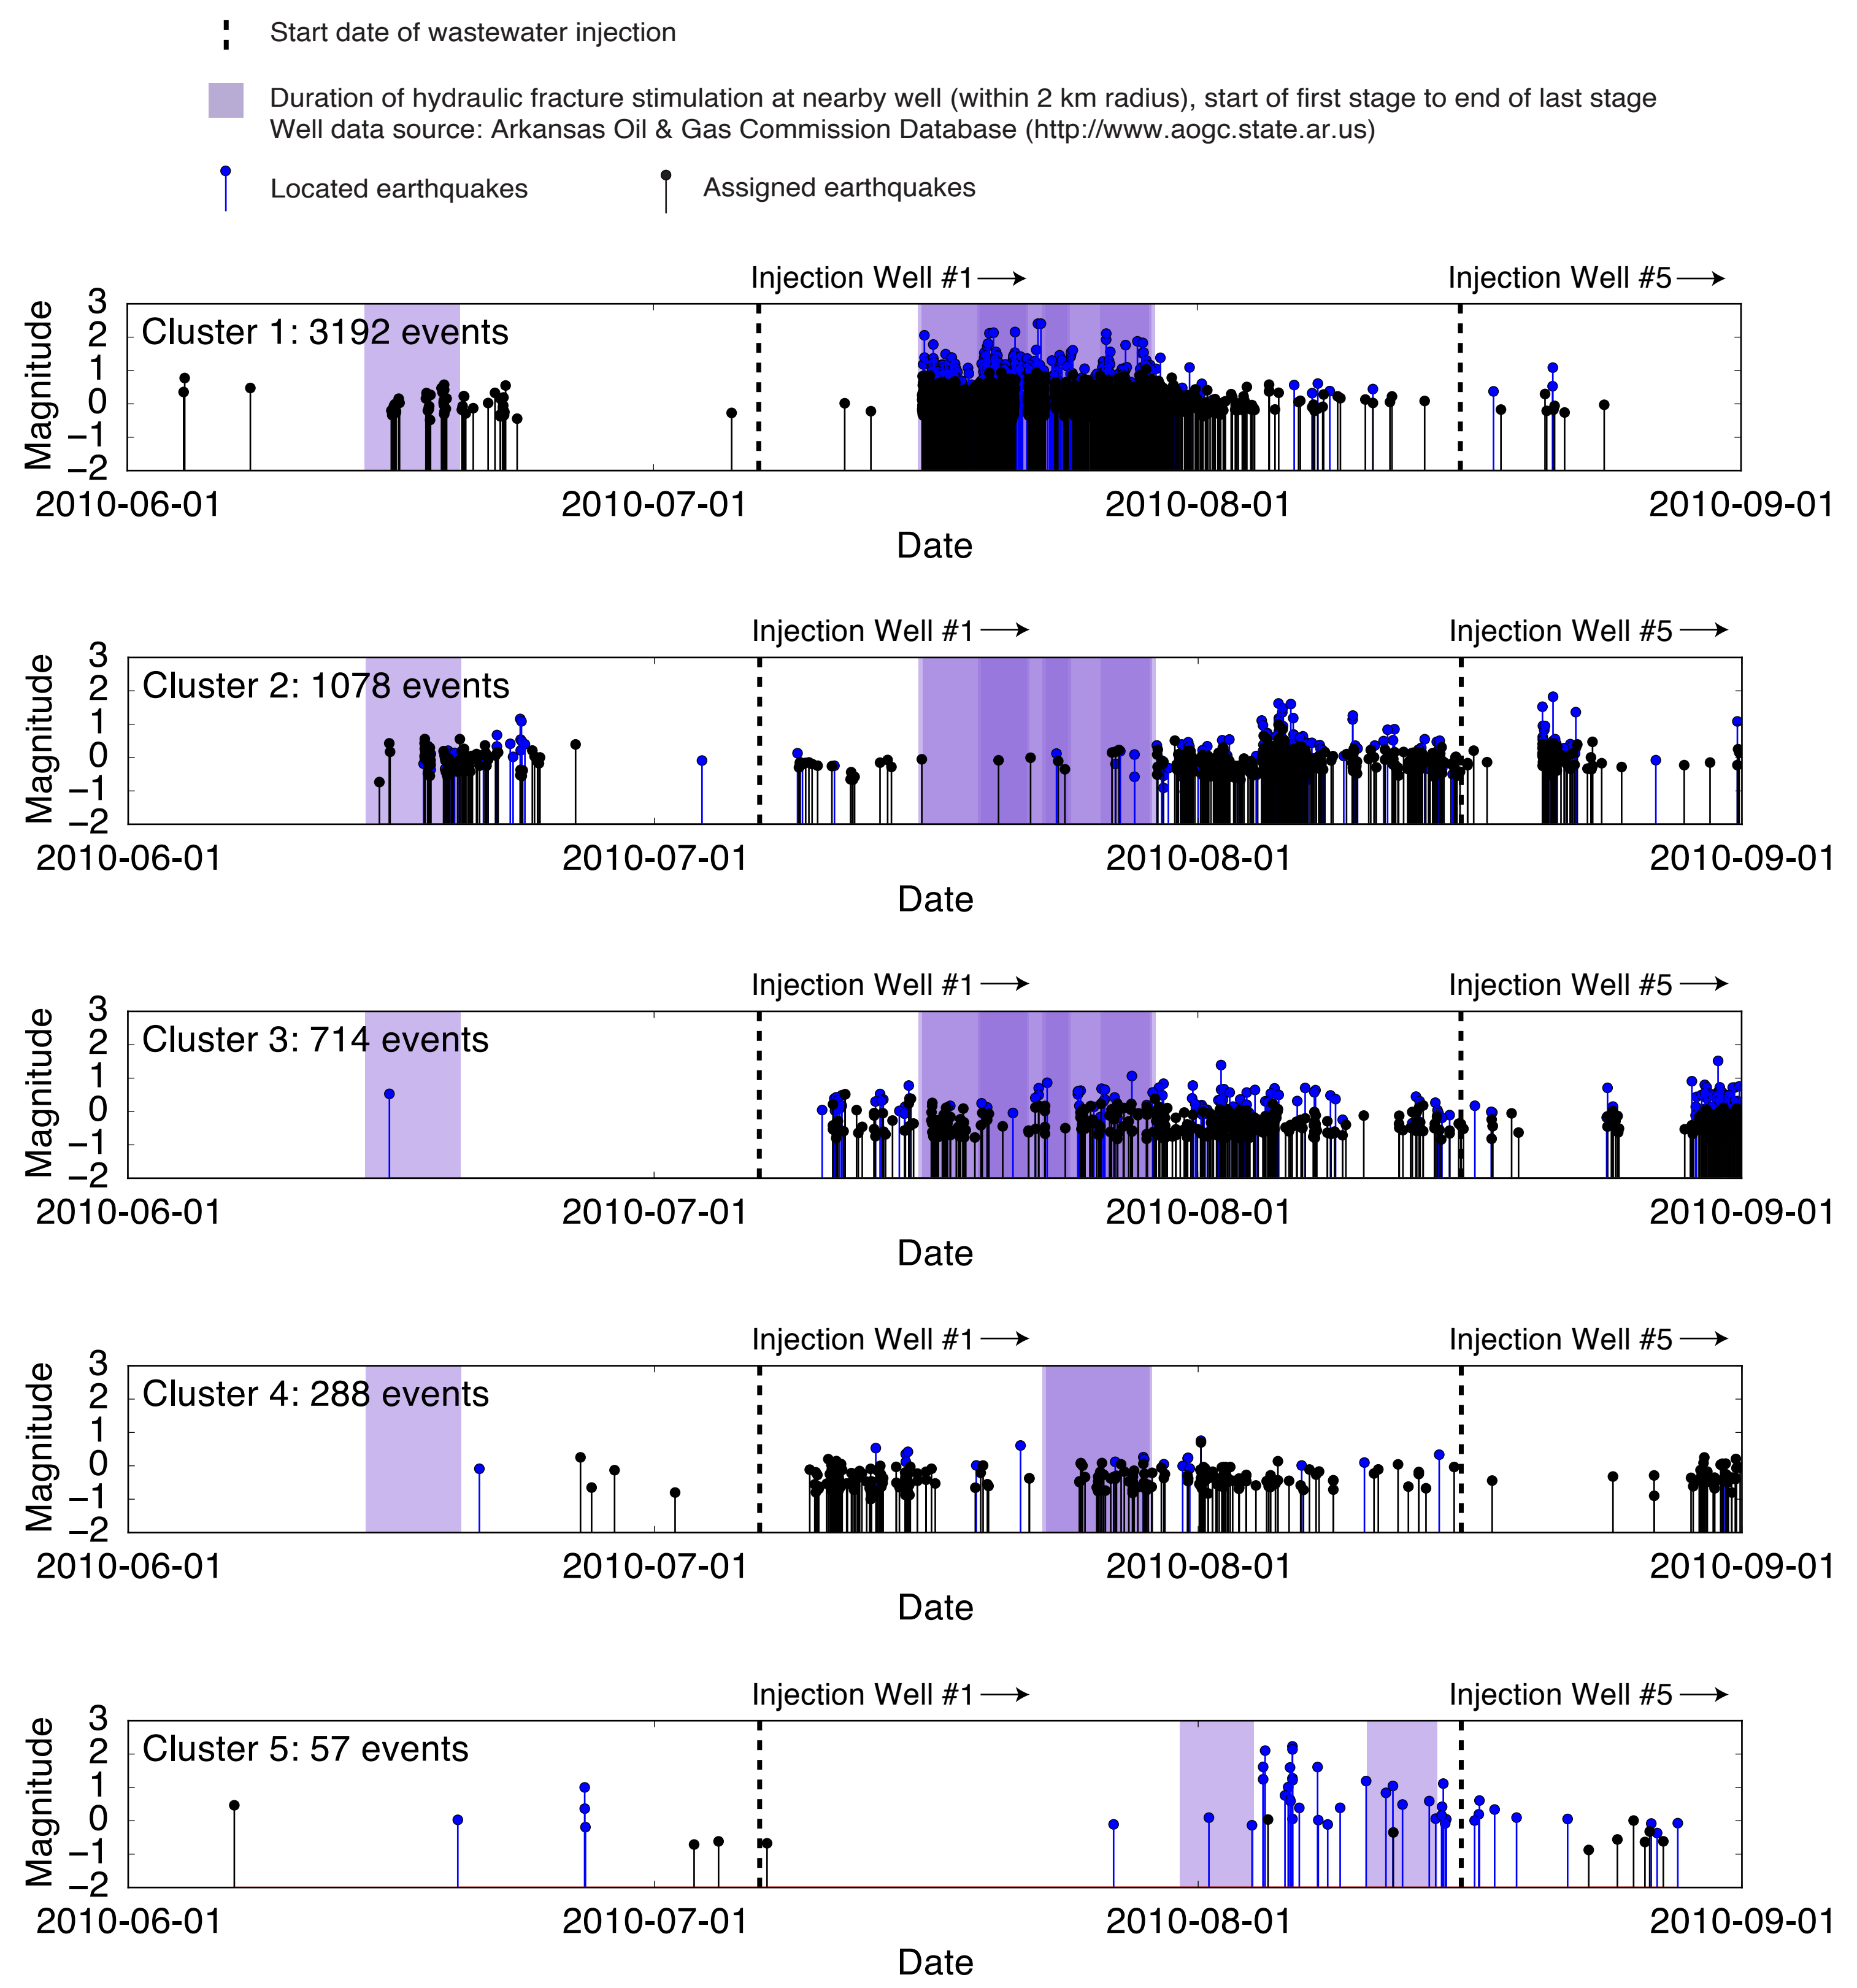 Start date of wastewater injection
Duration of hydraulic fracture stimulation at nearby well (within 2 km radius), start of first stage to end of last stage
Well data source: Arkansas Oil & Gas Commission Database (http://www.aogc.state.ar.us)
Located earthquakes
Assigned earthquakes
Injection Well #1
Injection Well #5
Cluster 1: 3192 events
Magnitude
3
2
1
0
−1
−2
2010-06-01
2010-07-01
2010-08-01
2010-09-01
Date
Injection Well #1
Injection Well #5
Cluster 2: 1078 events
Magnitude
3
2
1
0
−1
−2
2010-06-01
2010-07-01
2010-08-01
2010-09-01
Date
Injection Well #1
Injection Well #5
Cluster 3: 714 events
Magnitude
3
2
1
0
−1
−2
2010-06-01
2010-07-01
2010-08-01
2010-09-01
Date
Injection Well #1
Injection Well #5
Cluster 4: 288 events
Magnitude
3
2
1
0
−1
−2
2010-06-01
2010-07-01
2010-08-01
2010-09-01
Date
Injection Well #1
Injection Well #5
Cluster 5: 57 events
Magnitude
3
2
1
0
−1
−2
2010-06-01
2010-07-01
2010-08-01
2010-09-01
Date